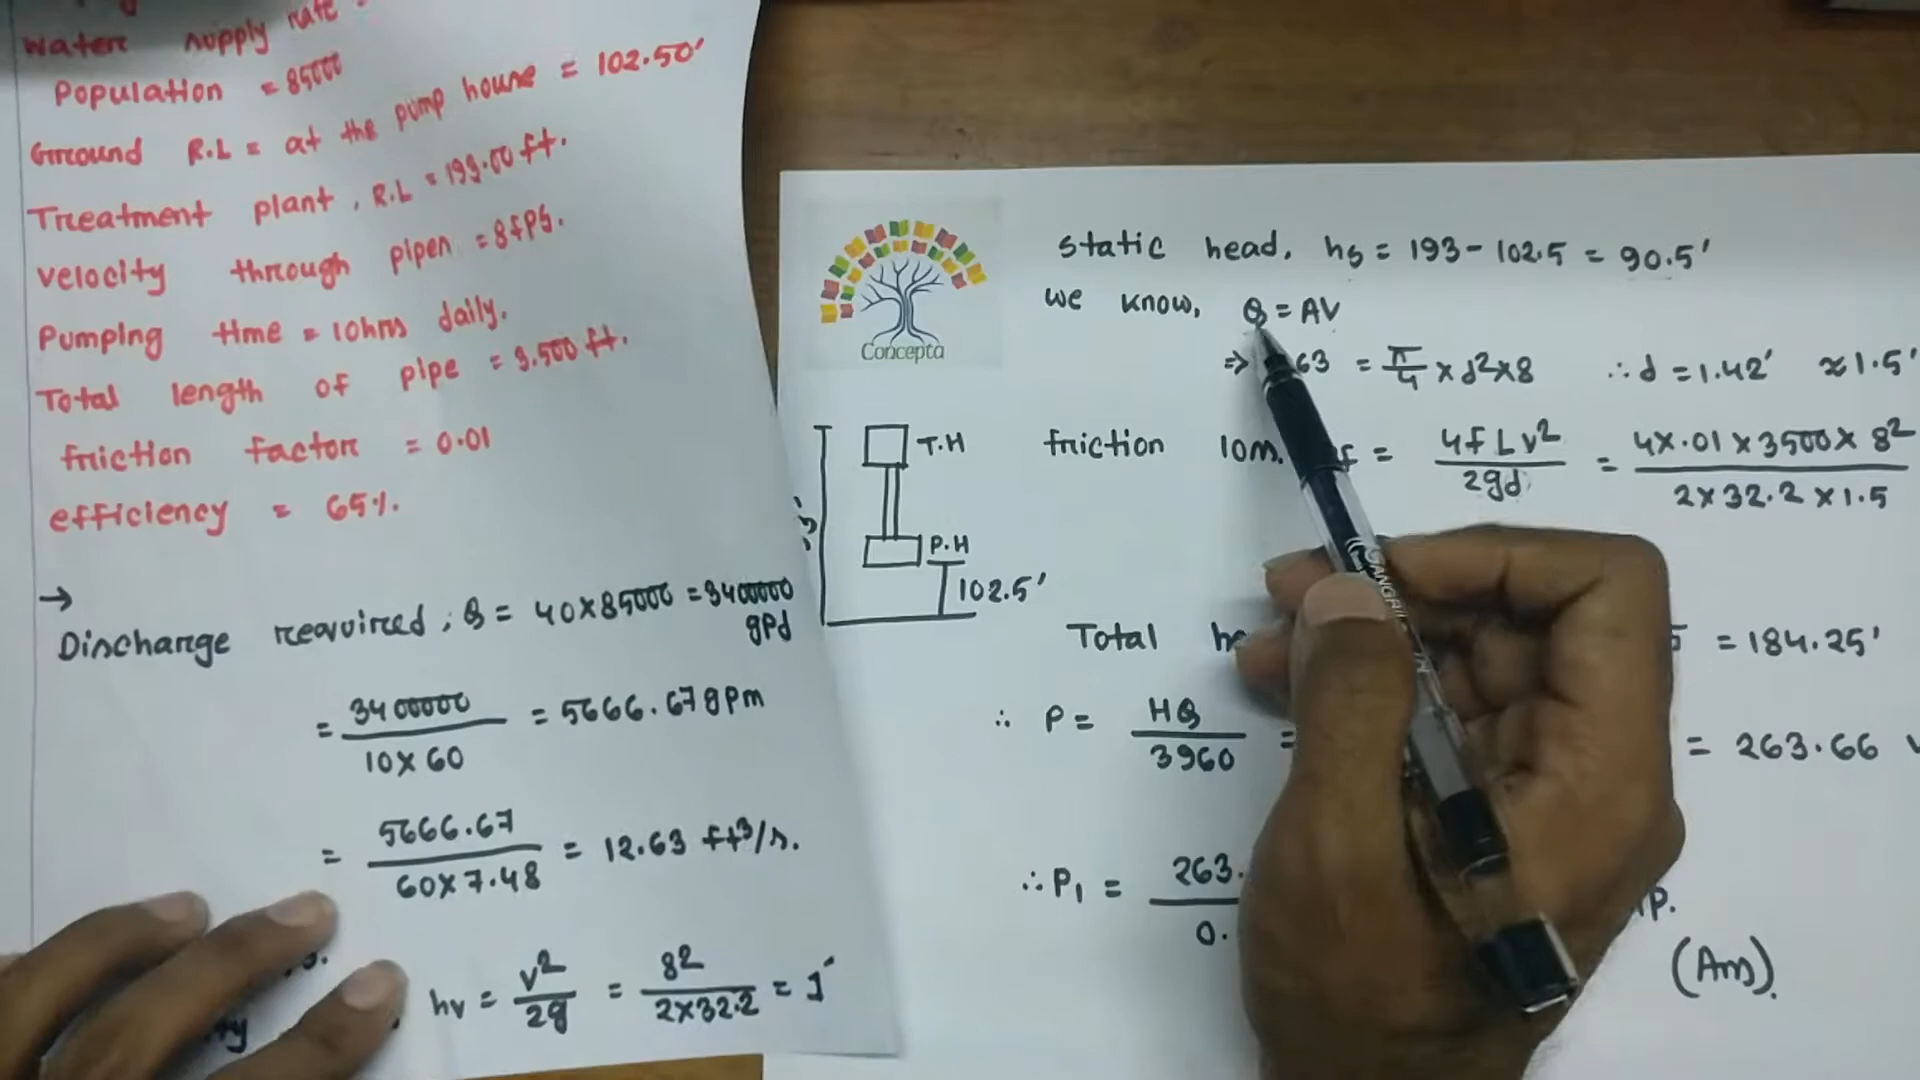 Water supply rate =
Population = 85000
Ground R.L = at the pump house = 102.50'
Treatment plant, R.L = 193.00 ft.
velocity through pipen = 8fps.
Pumping time = 10hrs daily.
Total length of pipe = 3.500 ft.
friction factor = 0.01
efficiency = 65%.
→
Discharge required, Q = 40×85000 = 3400000 gpd
= 3400000 / 10×60 = 5666.67 gpm
= 5666.67 / 60×7.48 = 12.63 ft³/s.
hv = v²/2g = 8²/2×32.2 = 1'
Concepta
static head, hs = 193 - 102.5 = 90.5'
we know, Q = AV
⇒ 63 = π/4 × d² × 8 ∴ d = 1.42' ≈ 1.5'
friction loss. f = 4fLv²/2gd = 4×.01×3500×8² / 2×32.2×1.5
T.H
P.H
102.5'
Total = 184.25'
∴ P = HQ/3960 = = 263.66
∴ P₁ = 263. / 0. P.
(Ans).